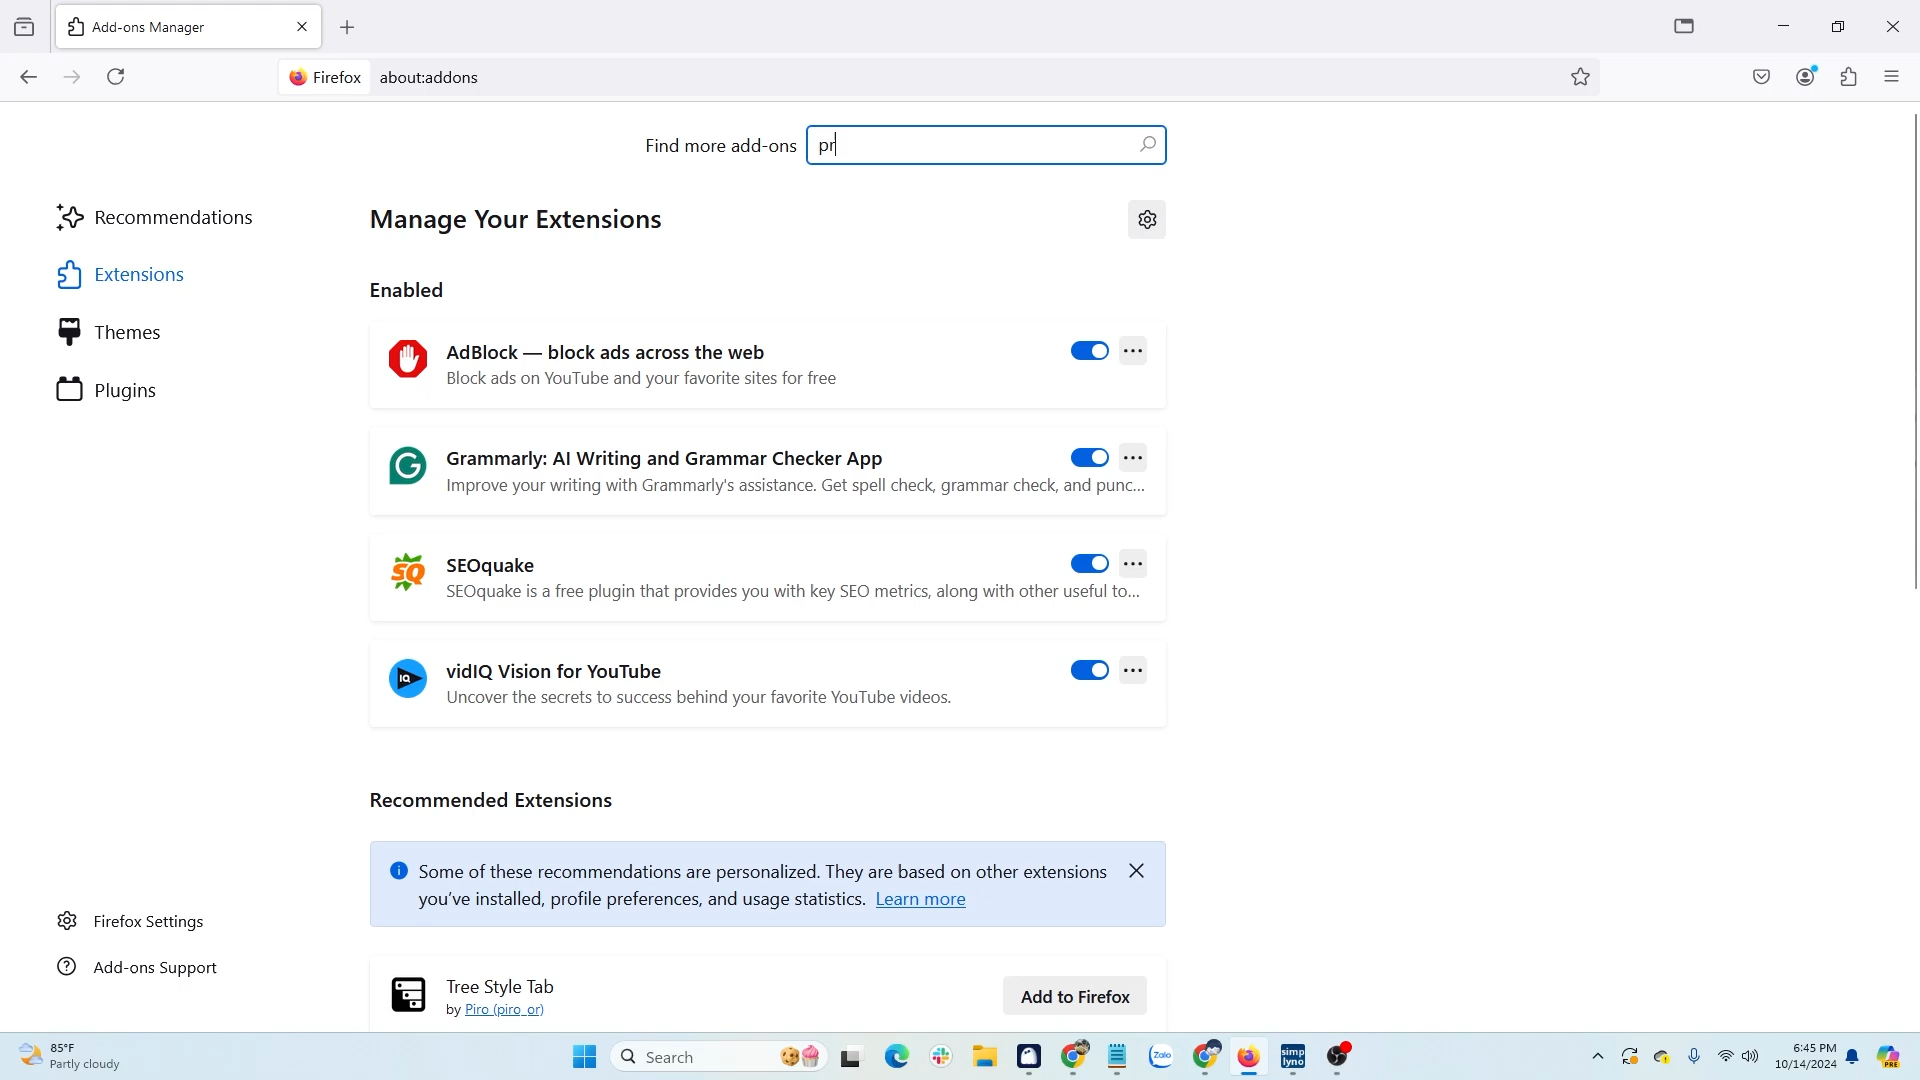 Add-ons Manager
Firefox about:addons
Find more add-ons pr
Recommendations
Extensions
Themes
Plugins
Manage Your Extensions
Enabled
AdBlock — block ads across the web
Block ads on YouTube and your favorite sites for free
Grammarly: AI Writing and Grammar Checker App
Improve your writing with Grammarly's assistance. Get spell check, grammar check, and punc...
SQ
SEOquake
SEOquake is a free plugin that provides you with key SEO metrics, along with other useful to...
IQ
vidIQ Vision for YouTube
Uncover the secrets to success behind your favorite YouTube videos.
Recommended Extensions
Some of these recommendations are personalized. They are based on other extensions
you've installed, profile preferences, and usage statistics. Learn more
Tree Style Tab
by Piro (piro_or)
Add to Firefox
Firefox Settings
Add-ons Support
85°F
Partly cloudy
Search
Zalo
simp
lyno
6:45 PM
10/14/2024
PRE